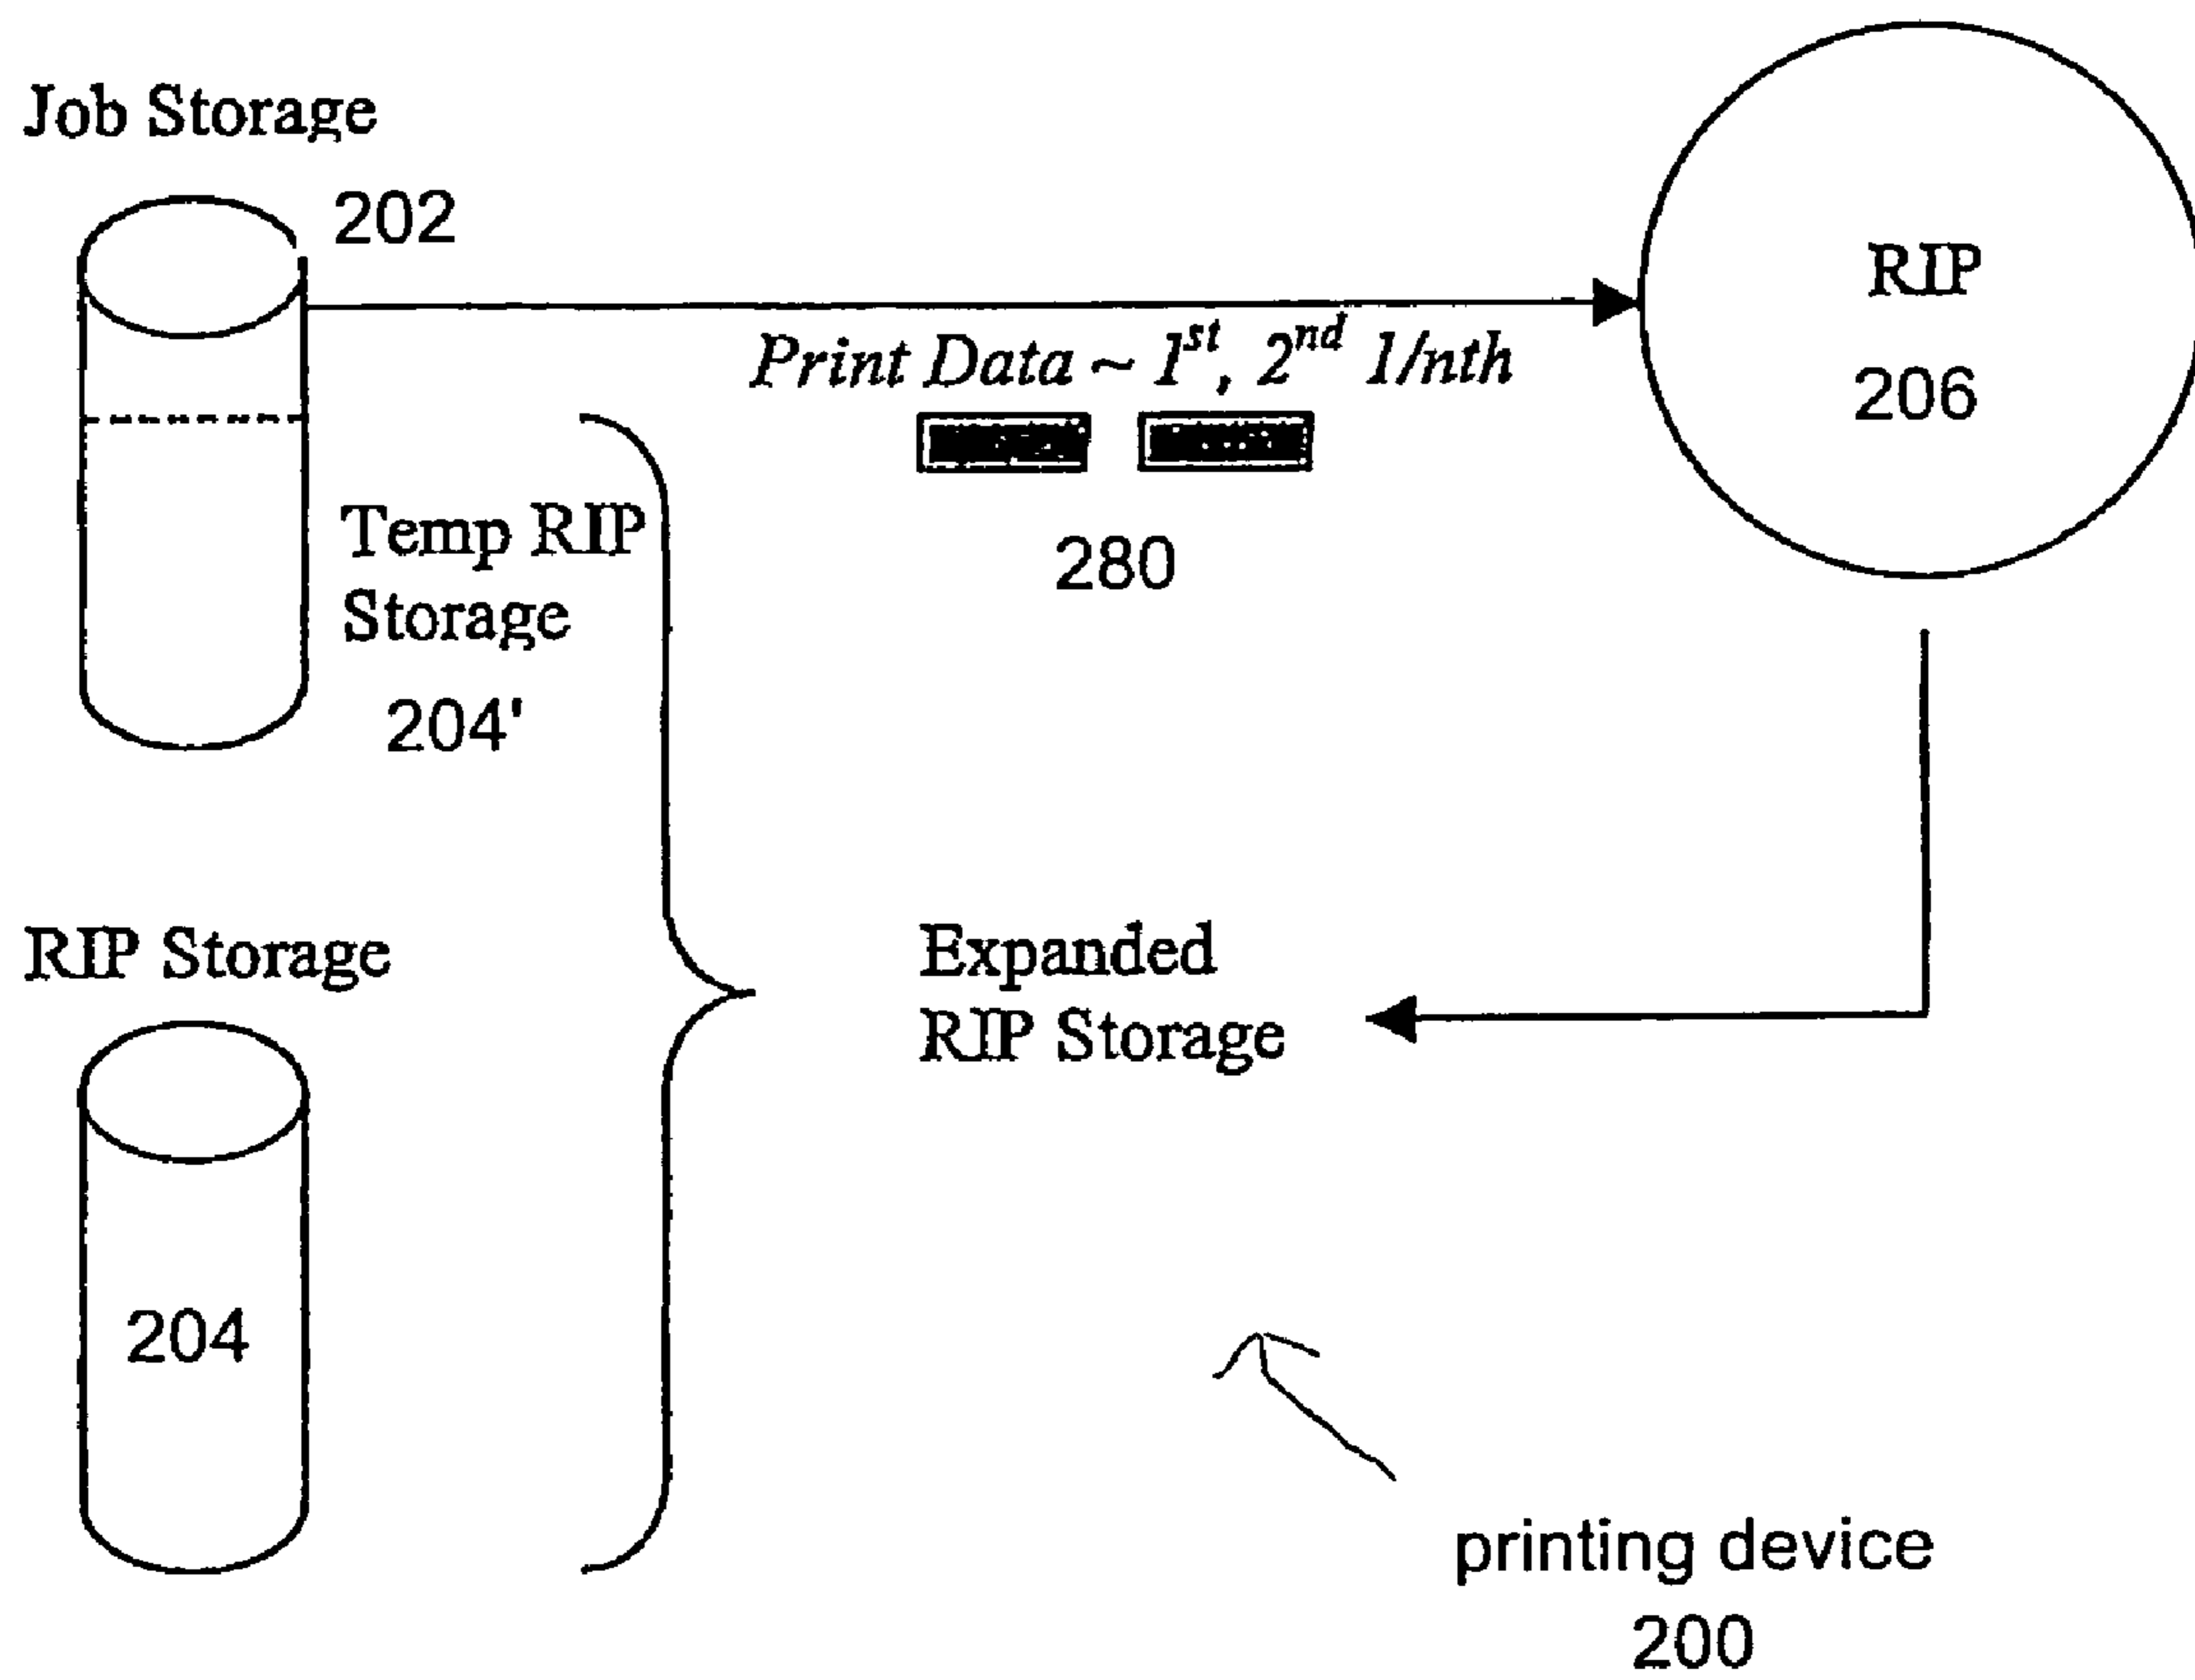 Job Storage
202
RIP
206
Print Data ~ 1st, 2nd 1/nth
280
Temp RIP
Storage
204'
RIP Storage
Expanded
RIP Storage
204
printing device
200